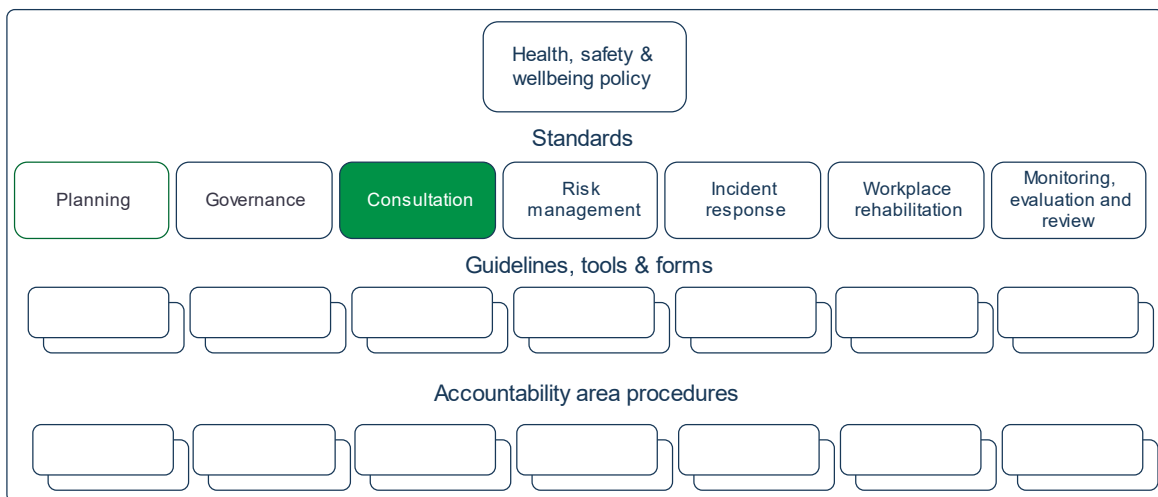 Health, safety &
wellbeing policy
Standards
Planning
Governance
Consultation
Risk
management
Incident
response
Workplace
rehabilitation
Monitoring,
evaluation and
review
Guidelines, tools & forms
Accountability area procedures